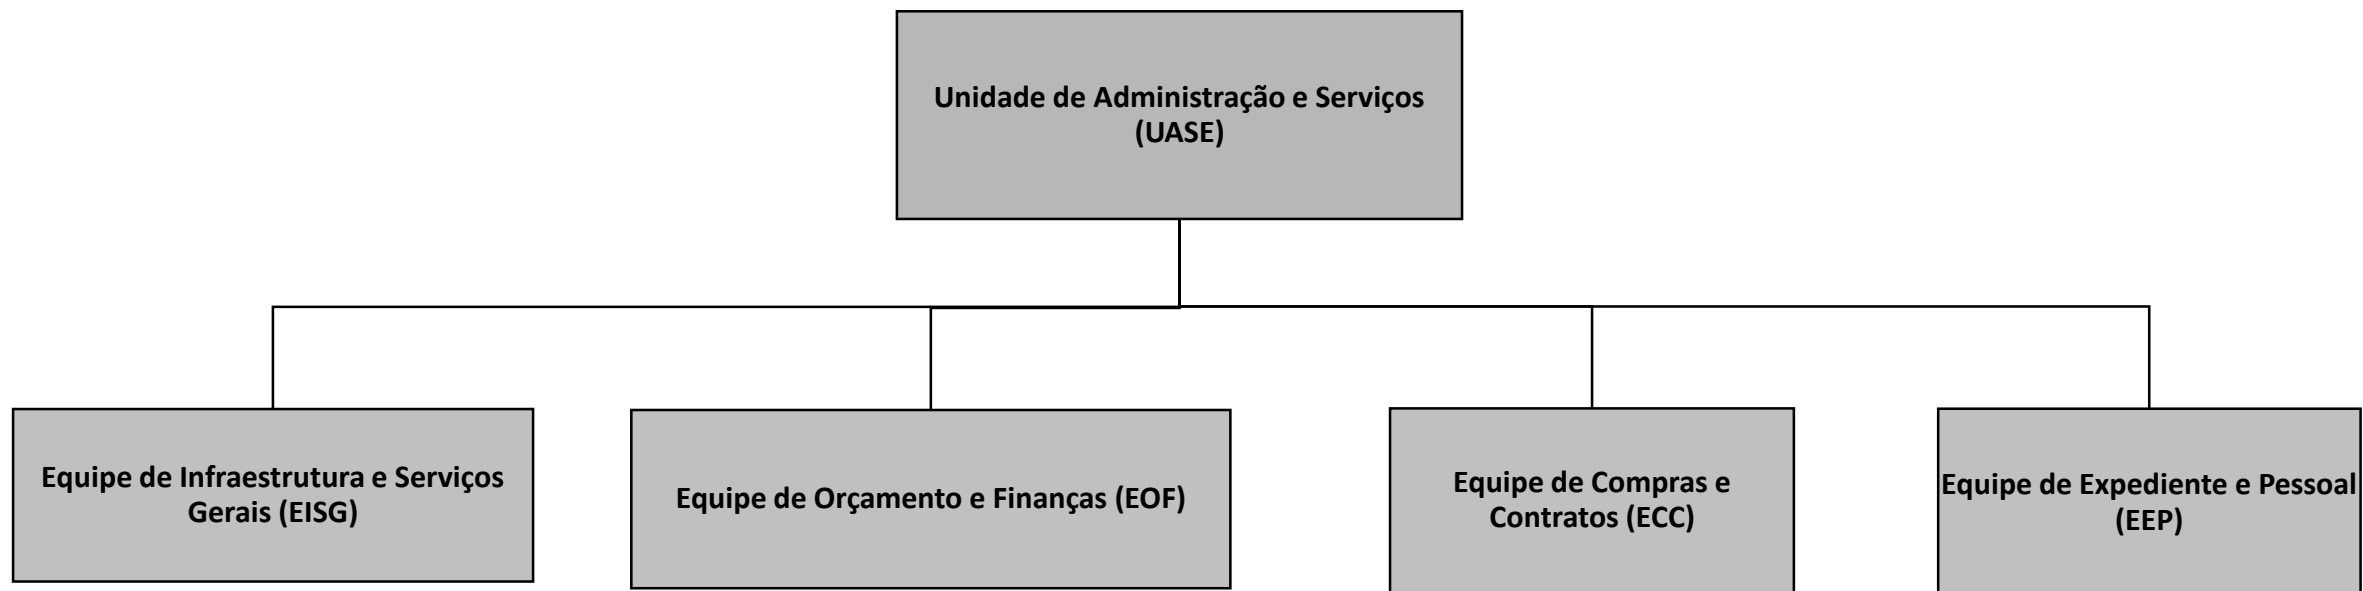 Unidade de Administração e Serviços
(UASE)
Equipe de Infraestrutura e Serviços
Gerais (EISG)
Equipe de Orçamento e Finanças (EOF)
Equipe de Compras e
Contratos (ECC)
Equipe de Expediente e Pessoal
(EEP)